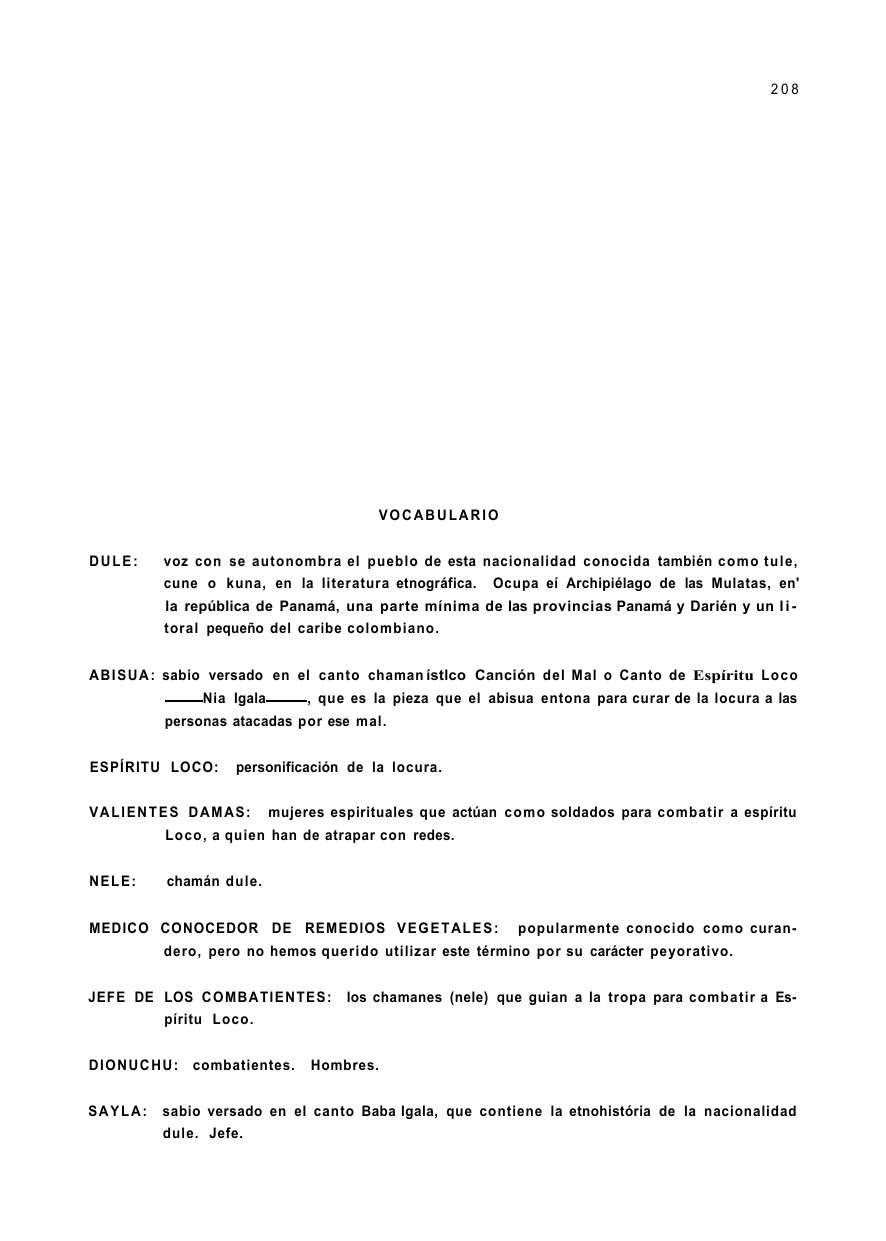 208
VOCABULARIO
DULE: voz con se autonombra el pueblo de esta nacionalidad conocida también como tule,
cune o kuna, en la literatura etnográfica. Ocupa eí Archipiélago de las Mulatas, en'
la república de Panamá, una parte mínima de las provincias Panamá y Darién y un li-
toral pequeño del caribe colombiano.
ABISUA: sabio versado en el canto chamanístIco Canción del Mal o Canto de Espíritu Loco
——Nia Igala——, que es la pieza que el abisua entona para curar de la locura a las
personas atacadas por ese mal.
ESPÍRITU LOCO: personificación de la locura.
VALIENTES DAMAS: mujeres espirituales que actúan como soldados para combatir a espíritu
Loco, a quien han de atrapar con redes.
NELE: chamán dule.
MEDICO CONOCEDOR DE REMEDIOS VEGETALES: popularmente conocido como curan-
dero, pero no hemos querido utilizar este término por su carácter peyorativo.
JEFE DE LOS COMBATIENTES: los chamanes (nele) que guian a la tropa para combatir a Es-
píritu Loco.
DIONUCHU: combatientes. Hombres.
SAYLA: sabio versado en el canto Baba Igala, que contiene la etnohistória de la nacionalidad
dule. Jefe.